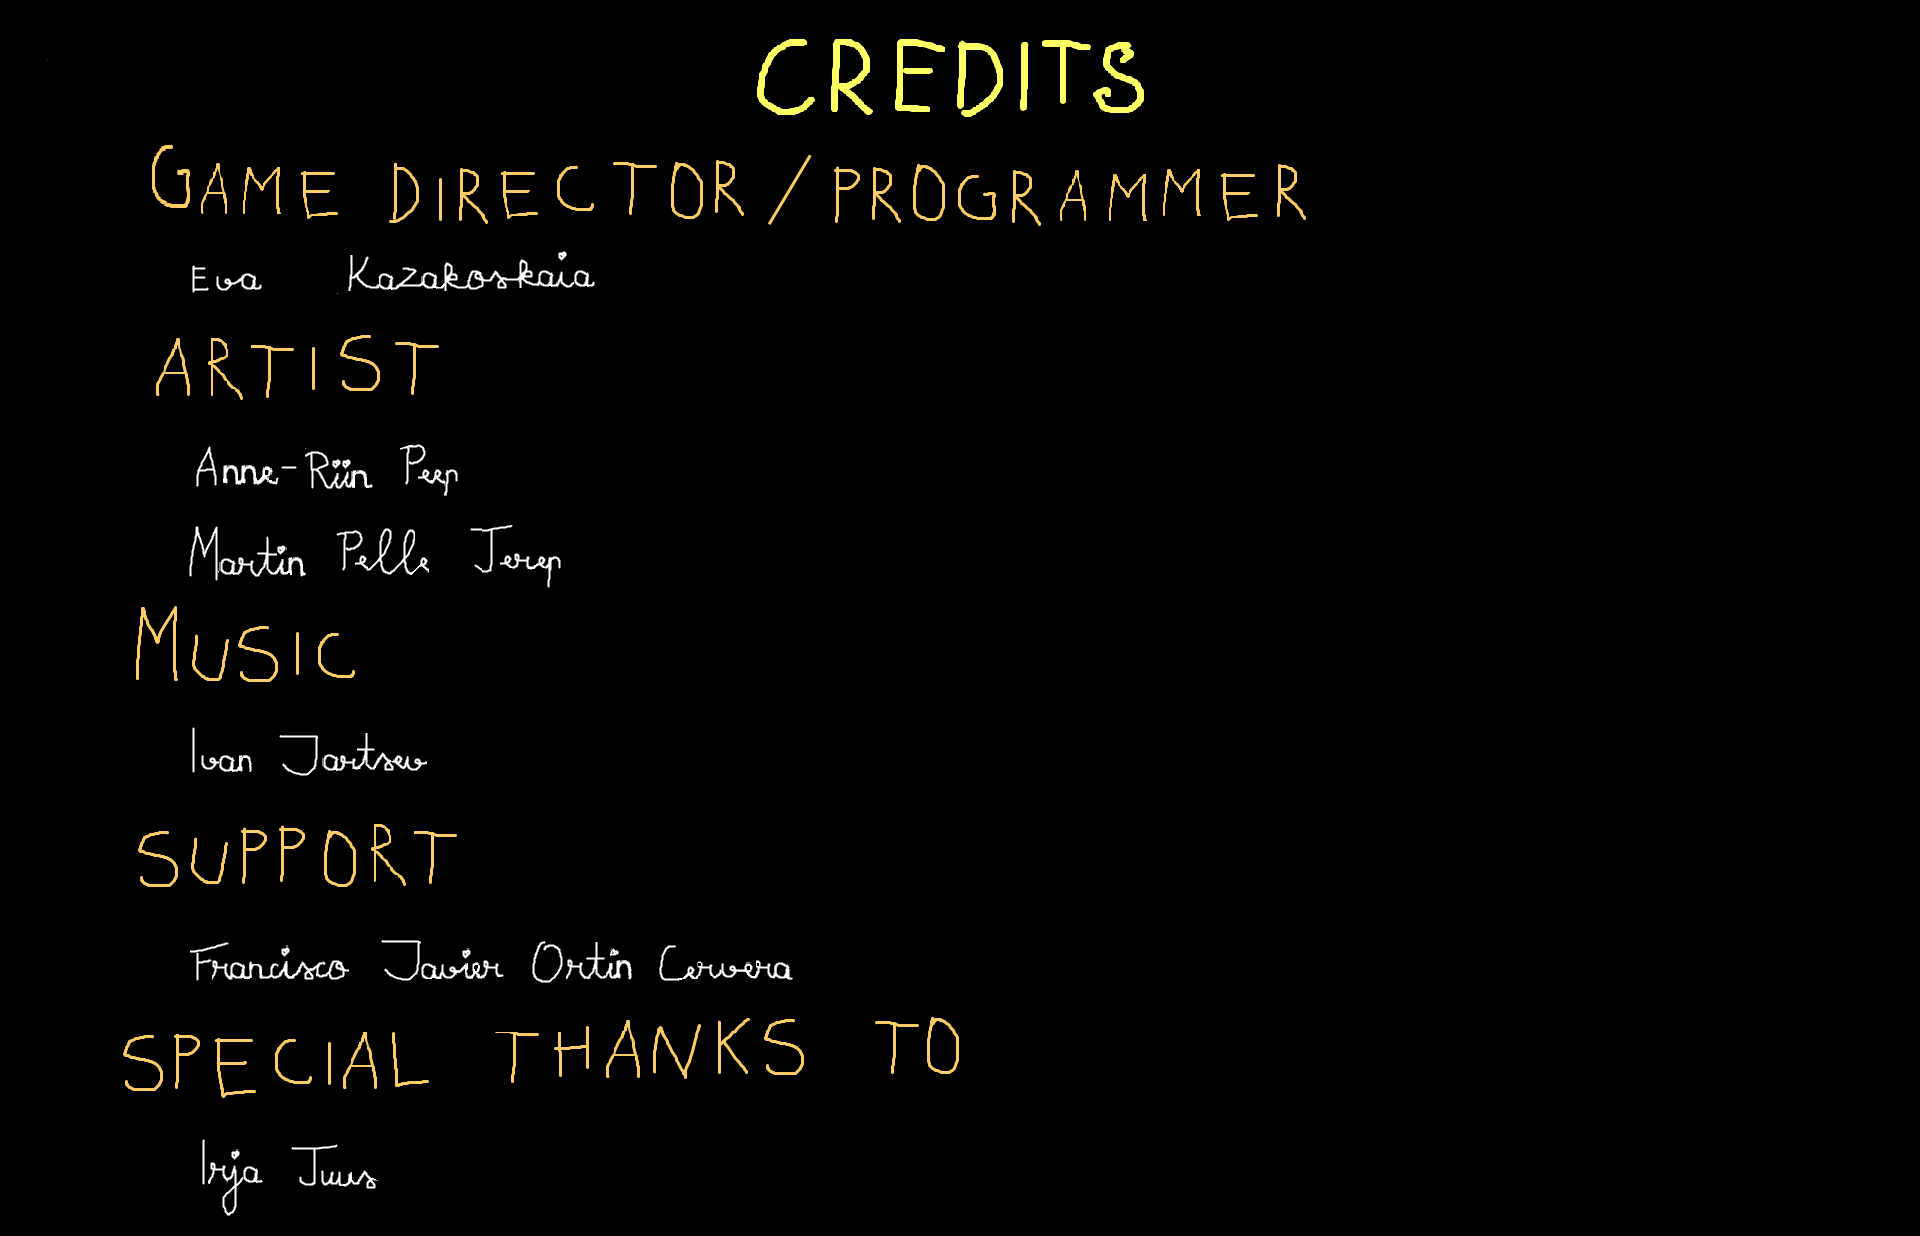 CREDITS
GAME DIRECTOR/PROGRAMMER
Eva Kazakoskaia
ARTIST
Anne-Riin Peep
Martin Pelle Jerep
MUSIC
Ivan Jartsev
SUPPORT
Francisco Javier Ortin Cervera
SPECIAL THANKS TO
Irja Juus